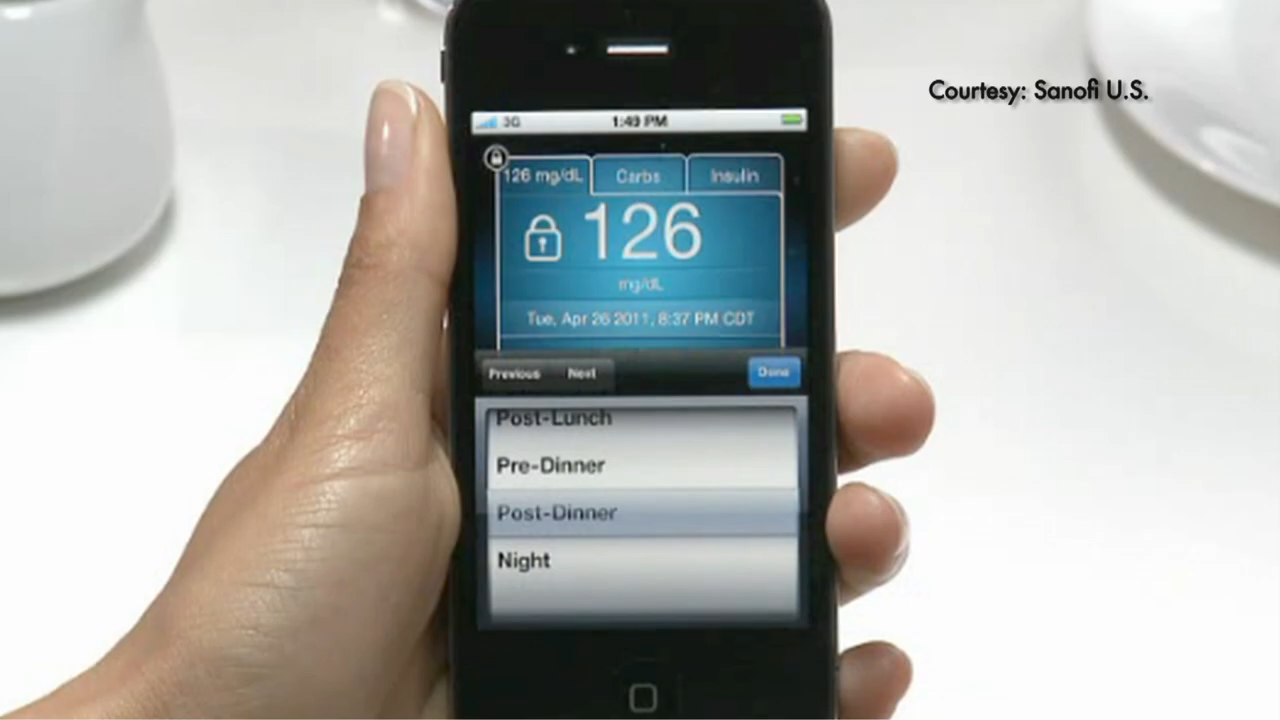 Courtesy: Sanofi U.S.
3G 1:49 PM
126 mg/dL Carbs Insulin
126
mg/dL
Tue, Apr 26 2011, 8:37 PM CDT
Previous Next Done
Post-Lunch
Pre-Dinner
Post-Dinner
Night